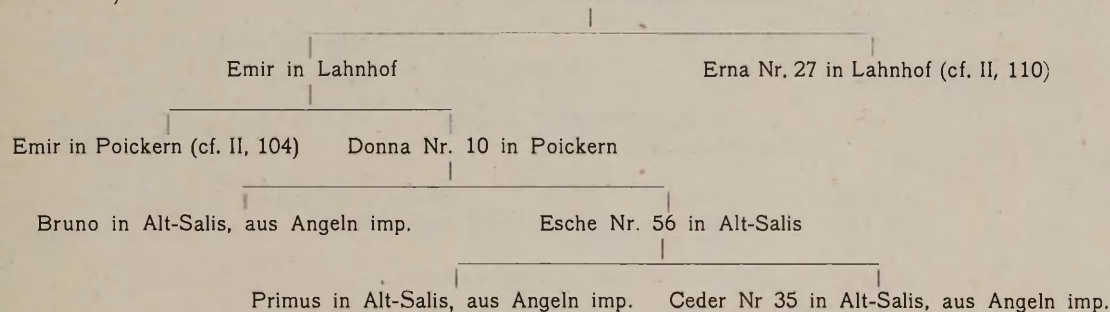 Emir in Lahnhof Erna Nr. 27 in Lahnhof (cf. II, 110)
Emir in Poickern (cf. II, 104) Donna Nr. 10 in Poickern
Bruno in Alt-Salis, aus Angeln imp. Esche Nr. 56 in Alt-Salis
Primus in Alt-Salis, aus Angeln imp. Ceder Nr 35 in Alt-Salis, aus Angeln imp.